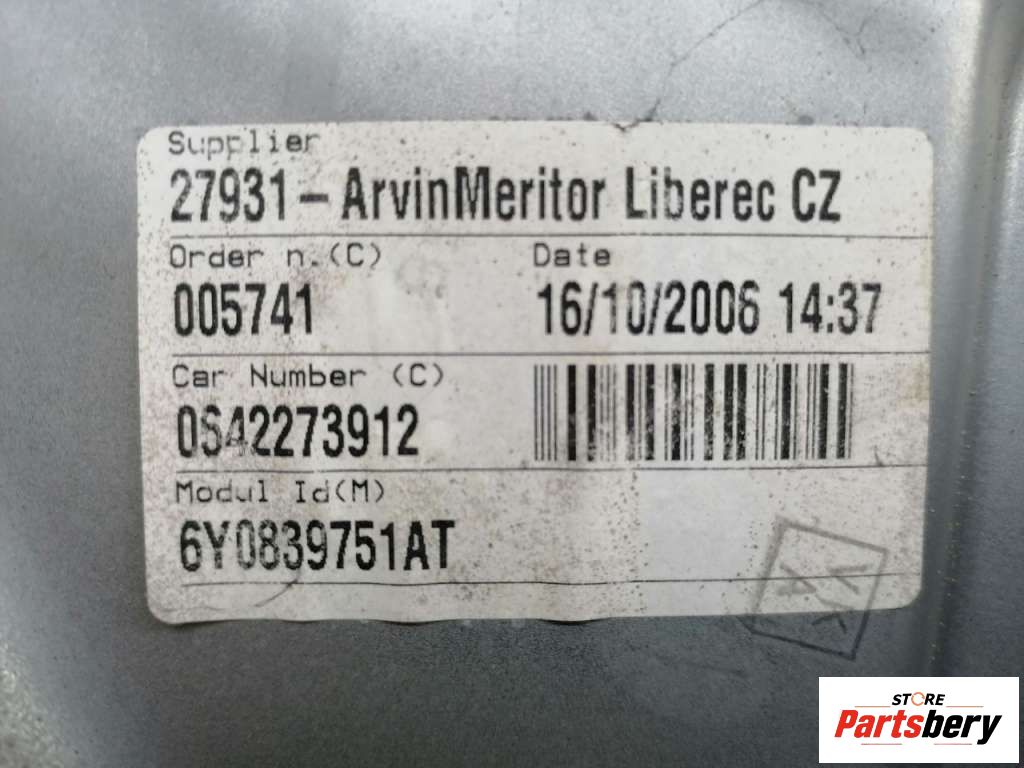 Supplier
27931-ArvinMeritor Liberec CZ
Order n.(C)
Date
005741
16/10/2006 14:37
Car Number (C)
0642273912
Modul Id(M)
6Y0839751AT
STORE
Partsbery